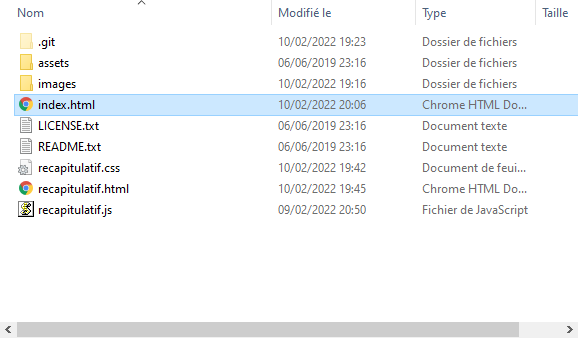 Nom Modifié le Type Taille
.git 10/02/2022 19:23 Dossier de fichiers
assets 06/06/2019 23:16 Dossier de fichiers
images 10/02/2022 19:16 Dossier de fichiers
index.html 10/02/2022 20:06 Chrome HTML Do...
LICENSE.txt 06/06/2019 23:16 Document texte
README.txt 06/06/2019 23:16 Document texte
recapitulatif.css 10/02/2022 19:42 Document de feui...
recapitulatif.html 10/02/2022 19:45 Chrome HTML Do...
recapitulatif.js 09/02/2022 20:50 Fichier de JavaScript